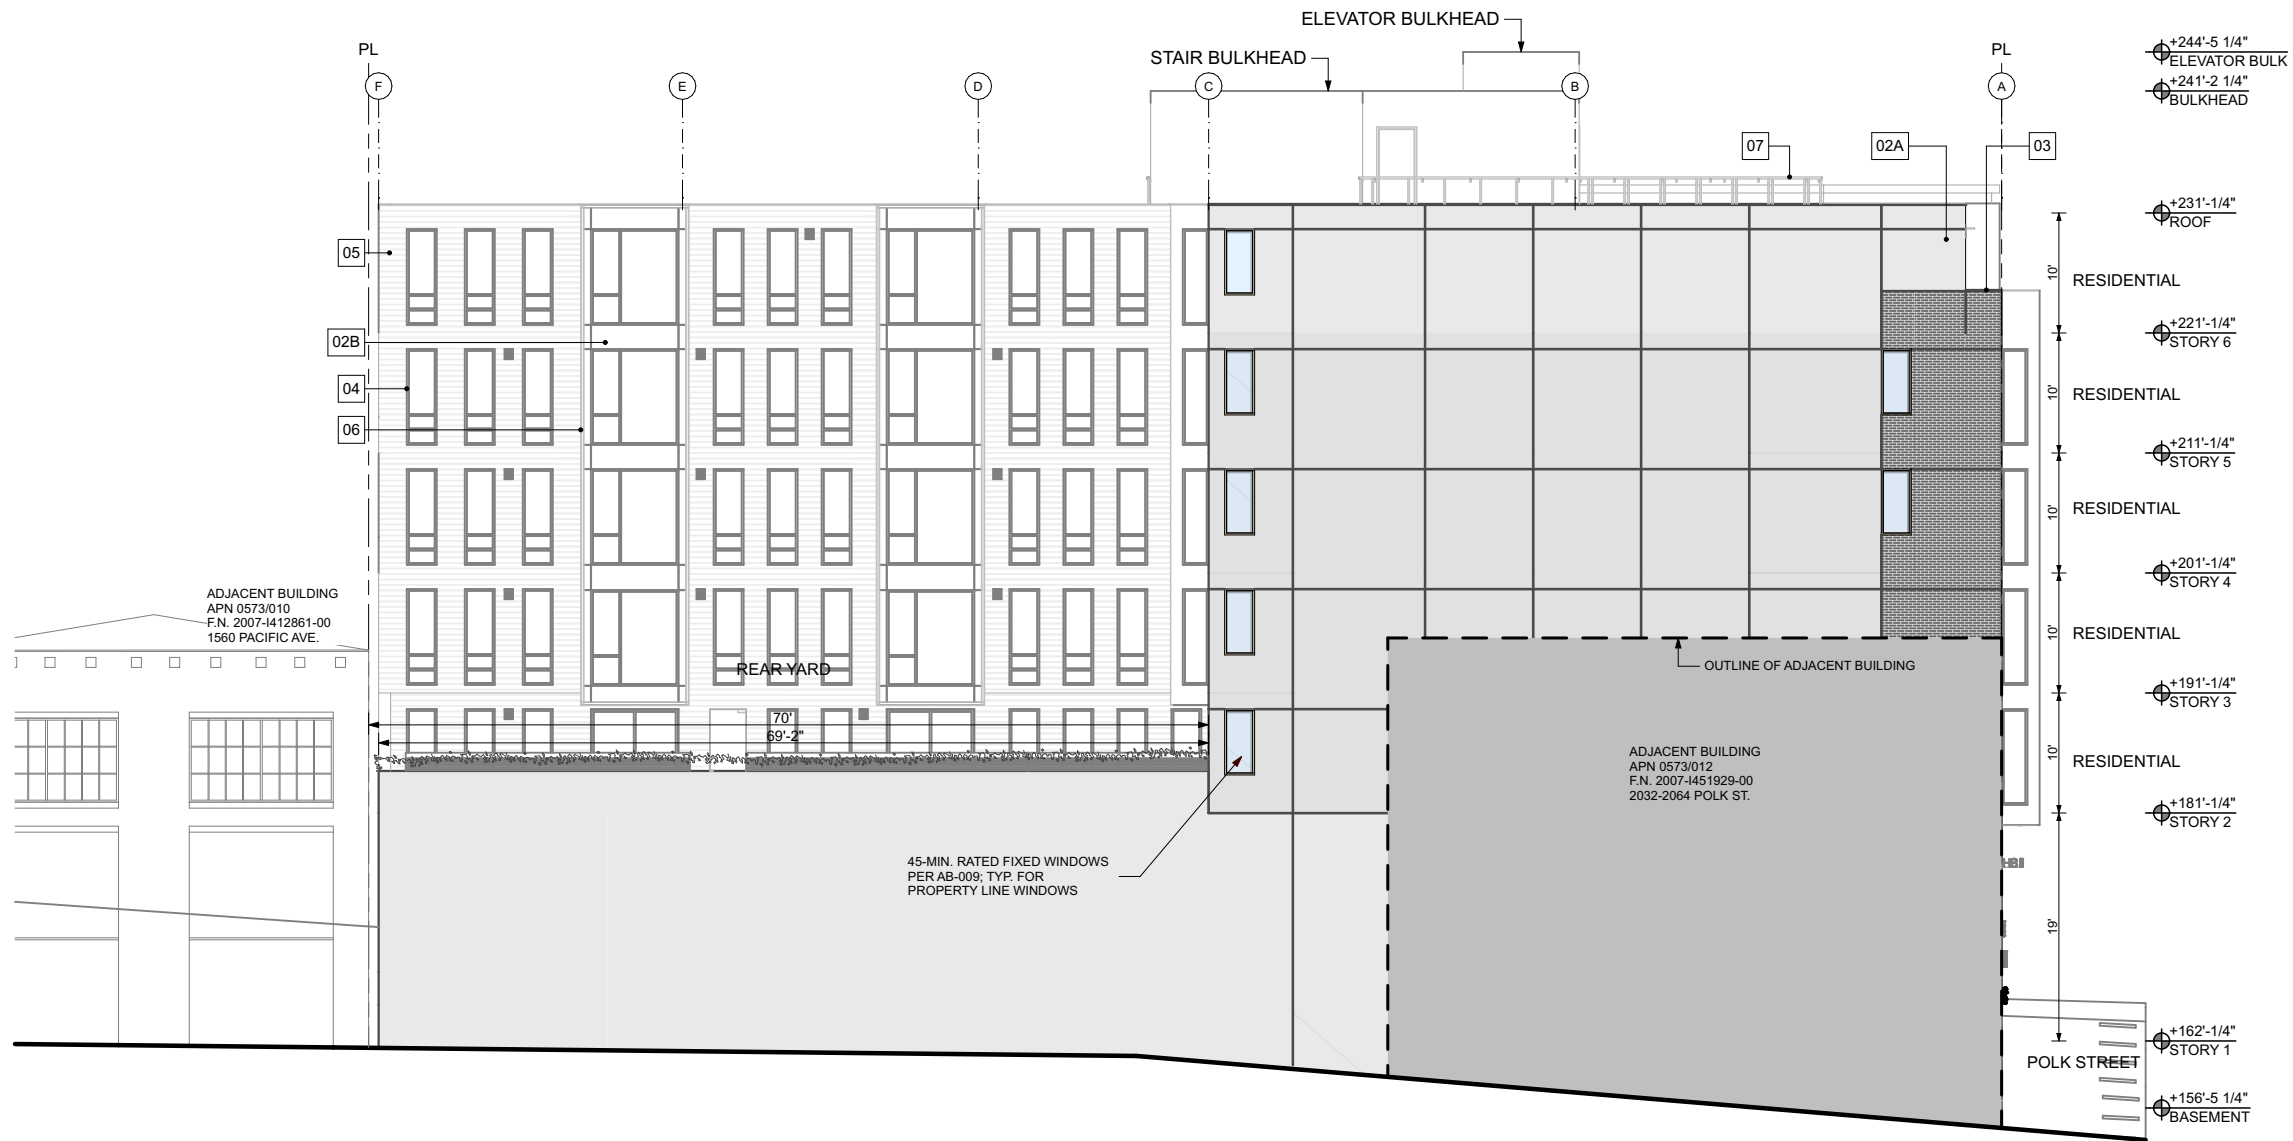 ELEVATOR BULKHEAD
STAIR BULKHEAD
PL
PL
F
E
D
C
B
A
+244'-5 1/4"
ELEVATOR BULK
+241'-2 1/4"
BULKHEAD
07
02A
03
+231'-1/4"
ROOF
05
10'
RESIDENTIAL
02B
+221'-1/4"
STORY 6
04
10'
RESIDENTIAL
06
+211'-1/4"
STORY 5
10'
RESIDENTIAL
+201'-1/4"
STORY 4
ADJACENT BUILDING
APN 0573/010
F.N. 2007-I412861-00
1560 PACIFIC AVE.
10'
RESIDENTIAL
REAR YARD
OUTLINE OF ADJACENT BUILDING
+191'-1/4"
STORY 3
70'
69'-2"
ADJACENT BUILDING
APN 0573/012
F.N. 2007-I451929-00
2032-2064 POLK ST.
10'
RESIDENTIAL
+181'-1/4"
STORY 2
45-MIN. RATED FIXED WINDOWS
PER AB-009; TYP. FOR
PROPERTY LINE WINDOWS
19'
+162'-1/4"
STORY 1
POLK STREET
+156'-5 1/4"
BASEMENT